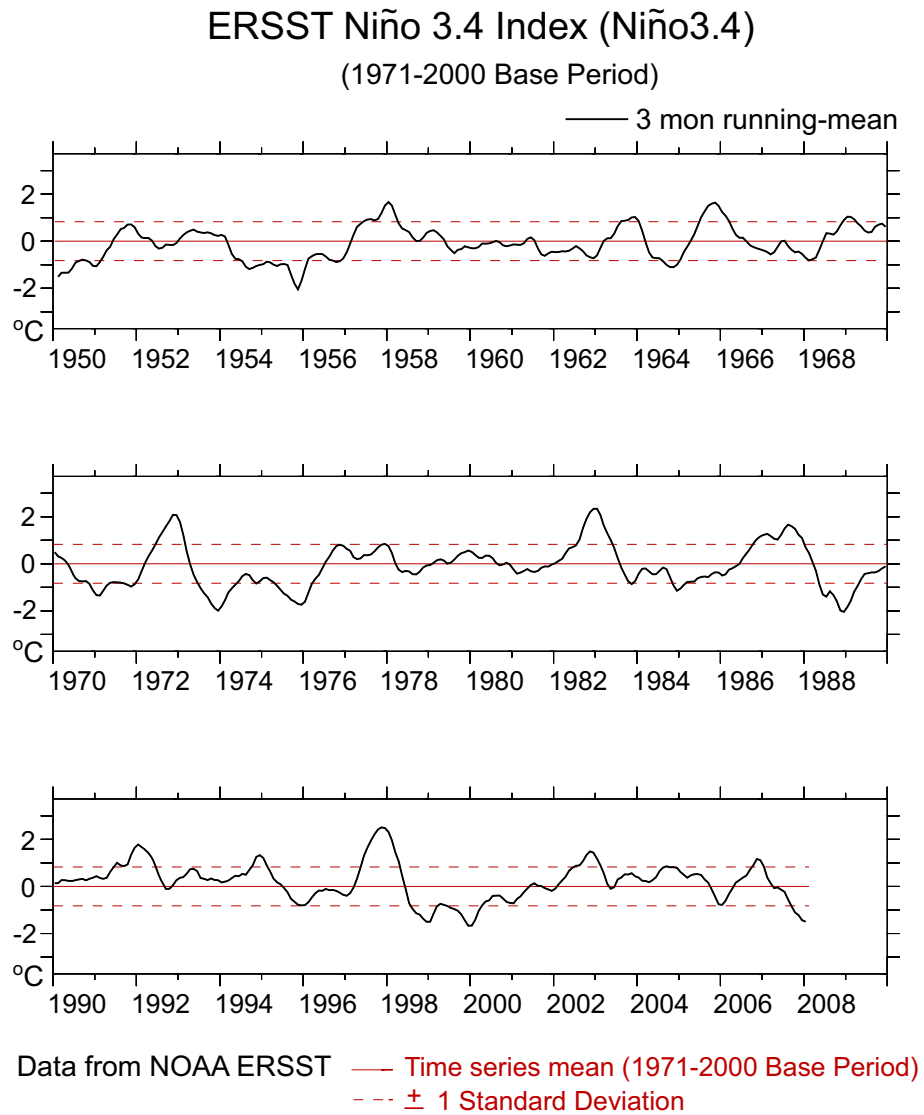 ERSST Niño 3.4 Index (Niño3.4)
(1971-2000 Base Period)
3 mon running-mean
2
0
-2
ºC
1950 1952 1954 1956 1958 1960 1962 1964 1966 1968
2
0
-2
ºC
1970 1972 1974 1976 1978 1980 1982 1984 1986 1988
2
0
-2
ºC
1990 1992 1994 1996 1998 2000 2002 2004 2006 2008
Data from NOAA ERSST Time series mean (1971-2000 Base Period)
± 1 Standard Deviation